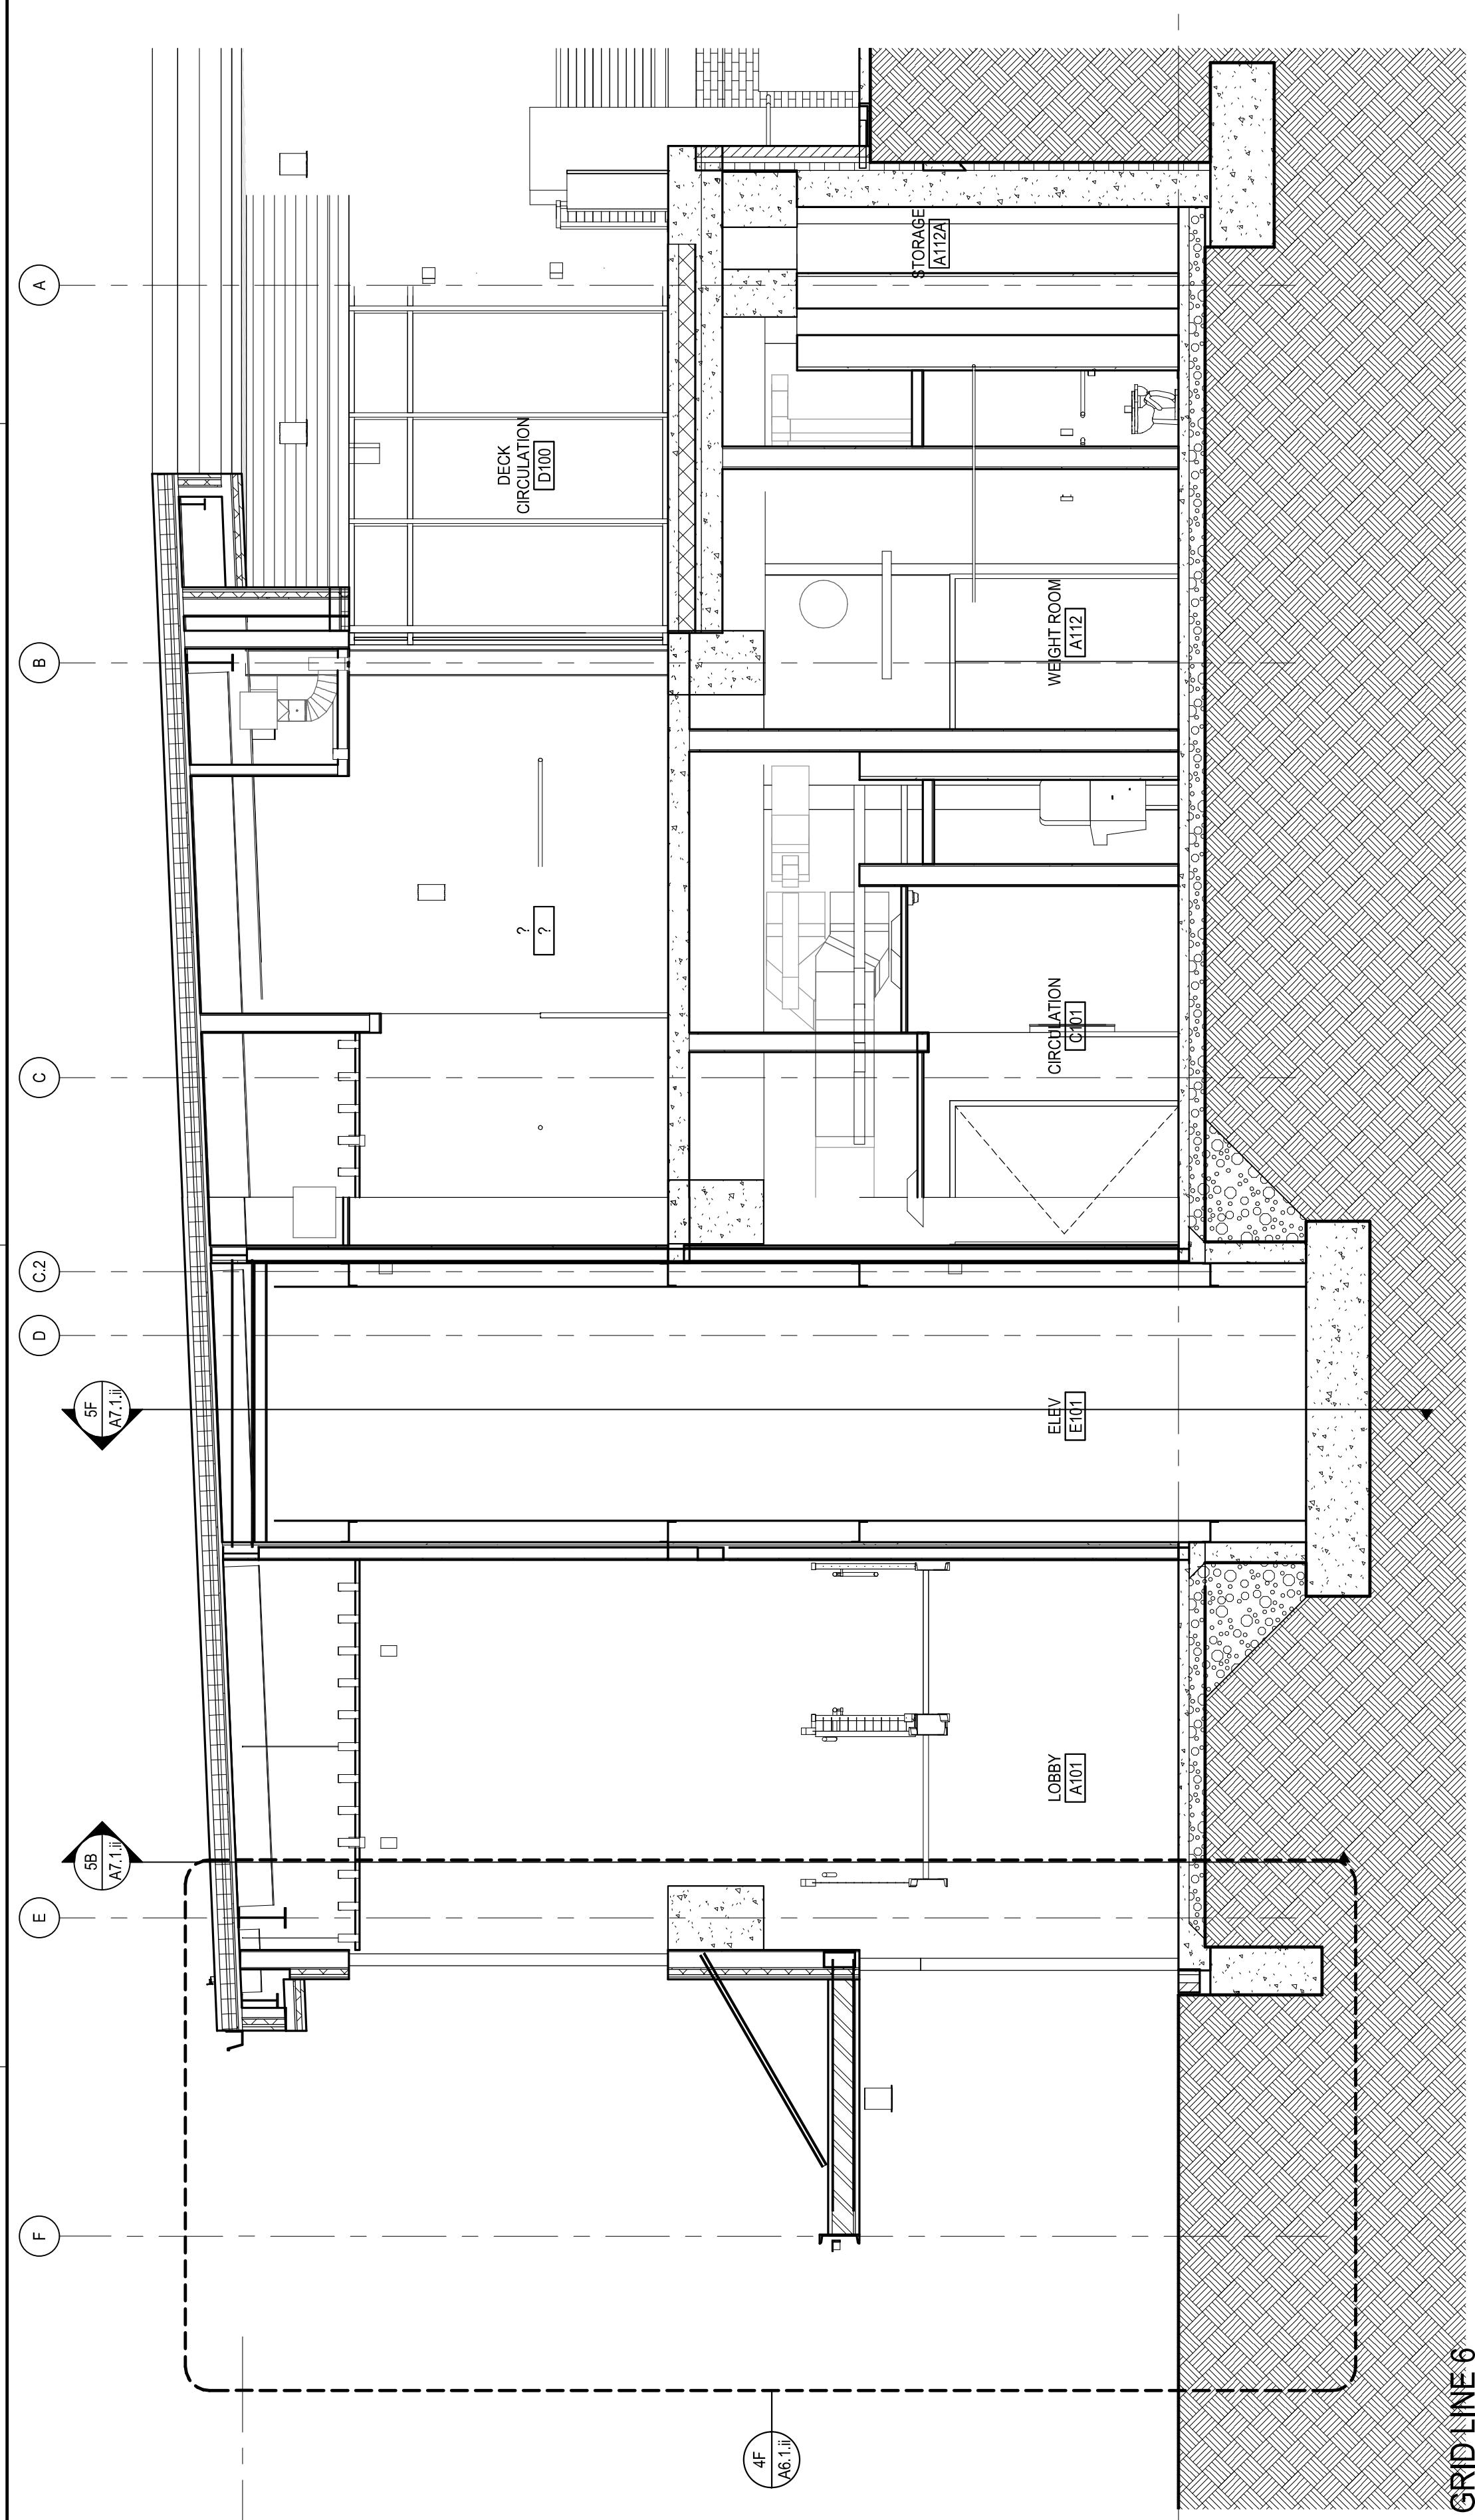 F
E
D
C.2
C
B
A
5B
A7.1.ii
5F
A7.1.ii
4F
A6.1.ii
?
?
DECK
CIRCULATION
D100
LOBBY
A101
ELEV
E101
CIRCULATION
C101
WEIGHT ROOM
A112
STORAGE
A112A
GRID LINE 6